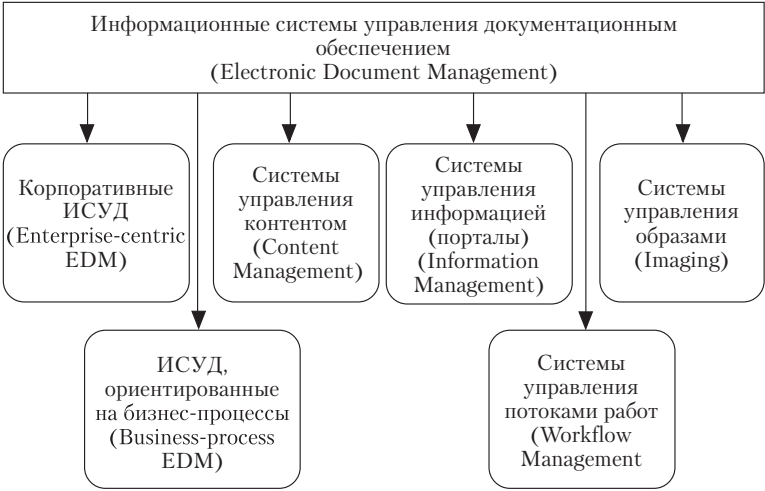 Информационные системы управления документационным
обеспечением
(Electronic Document Management)
Корпоративные
ИСУД
(Enterprise-centric
EDM)
Системы
управления
контентом
(Content
Management)
Системы
управления
информацией
(порталы)
(Information
Management)
Системы
управления
образами
(Imaging)
ИСУД,
ориентированные
на бизнес-процессы
(Business-process
EDM)
Системы
управления
потоками работ
(Workflow
Management